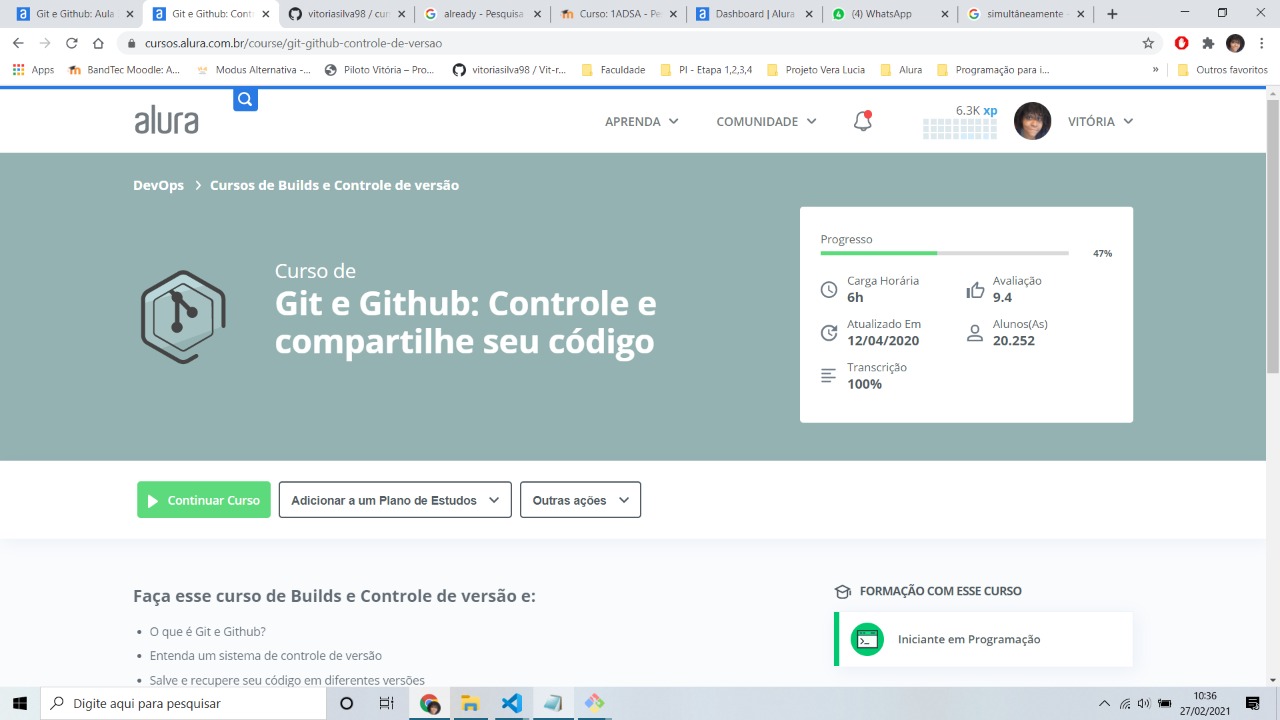 Git e Github: Aula
Git e Github: Con
vitoriasilva98 / cur
already - Pesquisa
Curso: 1ADSA - Pe
Dashboard | Alura
4 WhatsApp
simultâneamente -
cursos.alura.com.br/course/git-github-controle-de-versao
Apps
BandTec Moodle: A...
Modus Alternativa -...
Piloto Vitória – Pro...
vitoriasilva98 / Vit-r...
Faculdade
PI - Etapa 1,2,3,4
Projeto Vera Lucia
Alura
Programação para i...
»
Outros favoritos
alura
APRENDA
COMUNIDADE
6.3K xp
VITÓRIA
DevOps > Cursos de Builds e Controle de versão
Curso de
Git e Github: Controle e
compartilhe seu código
Progresso
47%
Carga Horária
6h
Avaliação
9.4
Atualizado Em
12/04/2020
Alunos(As)
20.252
Transcrição
100%
Continuar Curso
Adicionar a um Plano de Estudos
Outras ações
Faça esse curso de Builds e Controle de versão e:
• O que é Git e Github?
• Entenda um sistema de controle de versão
• Salve e recupere seu código em diferentes versões
FORMAÇÃO COM ESSE CURSO
Iniciante em Programação
Digite aqui para pesquisar
10:36
27/02/2021